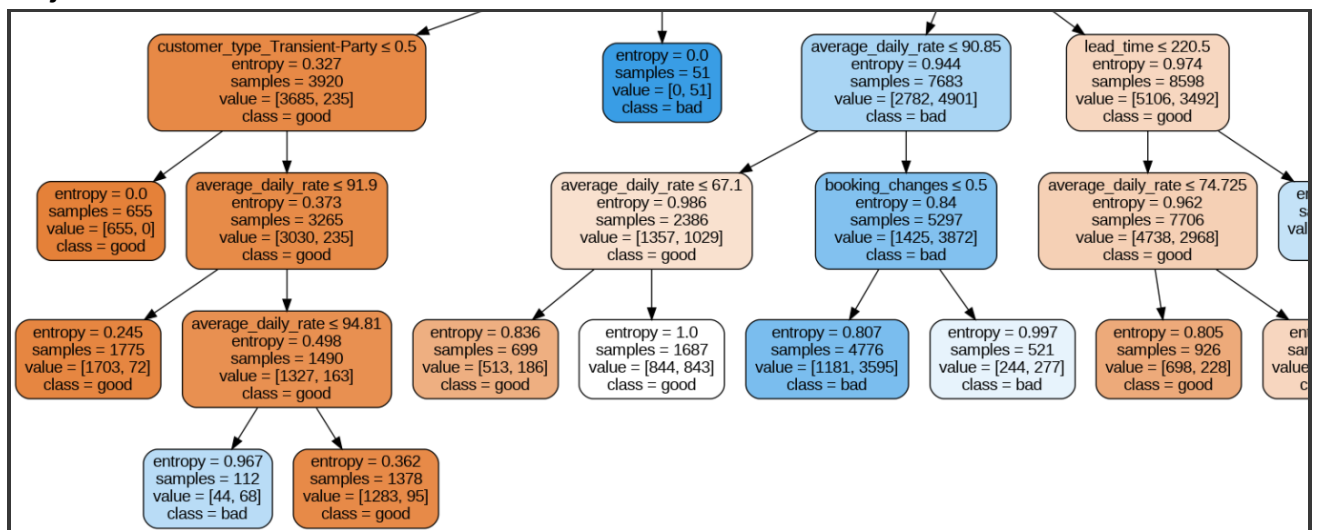 customer_type_Transient-Party ≤ 0.5
entropy = 0.327
samples = 3920
value = [3685, 235]
class = good
entropy = 0.0
samples = 51
value = [0, 51]
class = bad
average_daily_rate ≤ 90.85
entropy = 0.944
samples = 7683
value = [2782, 4901]
class = bad
lead_time ≤ 220.5
entropy = 0.974
samples = 8598
value = [5106, 3492]
class = good
entropy = 0.0
samples = 655
value = [655, 0]
class = good
average_daily_rate ≤ 91.9
entropy = 0.373
samples = 3265
value = [3030, 235]
class = good
average_daily_rate ≤ 67.1
entropy = 0.986
samples = 2386
value = [1357, 1029]
class = good
booking_changes ≤ 0.5
entropy = 0.84
samples = 5297
value = [1425, 3872]
class = bad
average_daily_rate ≤ 74.725
entropy = 0.962
samples = 7706
value = [4738, 2968]
class = good
entropy = 0.245
samples = 1775
value = [1703, 72]
class = good
average_daily_rate ≤ 94.81
entropy = 0.498
samples = 1490
value = [1327, 163]
class = good
entropy = 0.836
samples = 699
value = [513, 186]
class = good
entropy = 1.0
samples = 1687
value = [844, 843]
class = good
entropy = 0.807
samples = 4776
value = [1181, 3595]
class = bad
entropy = 0.997
samples = 521
value = [244, 277]
class = bad
entropy = 0.805
samples = 926
value = [698, 228]
class = good
entropy = 0.967
samples = 112
value = [44, 68]
class = bad
entropy = 0.362
samples = 1378
value = [1283, 95]
class = good